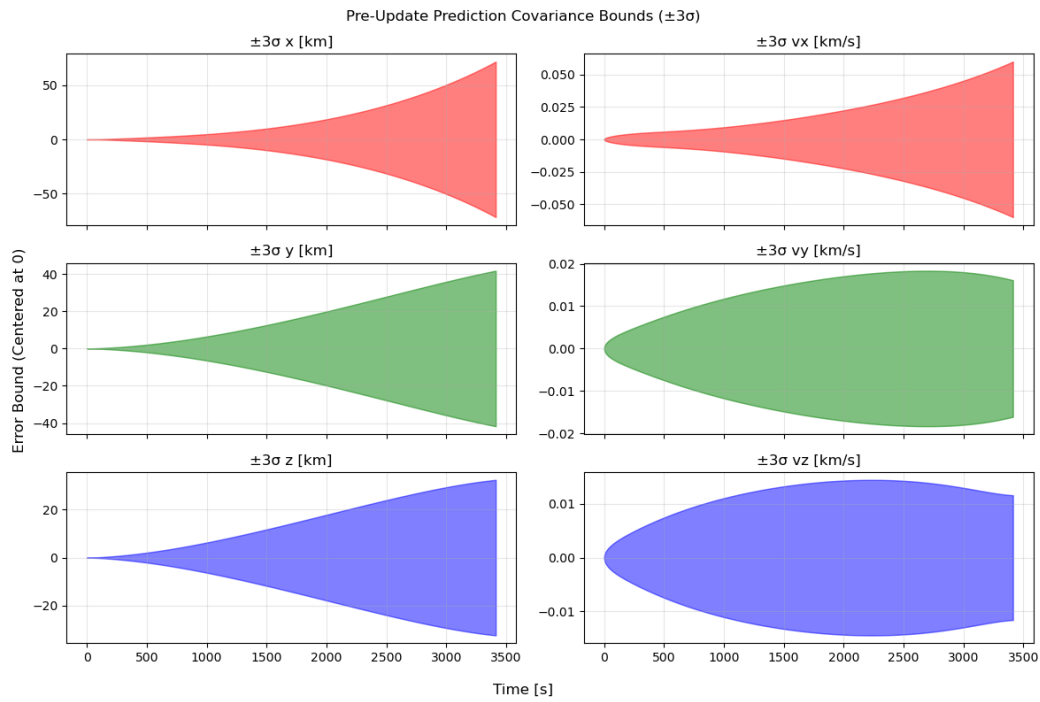 Pre-Update Prediction Covariance Bounds (±3σ)
±3σ x [km]
50
0
−50
±3σ vx [km/s]
0.050
0.025
0.000
−0.025
−0.050
±3σ y [km]
40
20
0
−20
−40
±3σ vy [km/s]
0.02
0.01
0.00
−0.01
−0.02
±3σ z [km]
20
0
−20
0 500 1000 1500 2000 2500 3000 3500
±3σ vz [km/s]
0.01
0.00
−0.01
0 500 1000 1500 2000 2500 3000 3500
Error Bound (Centered at 0)
Time [s]